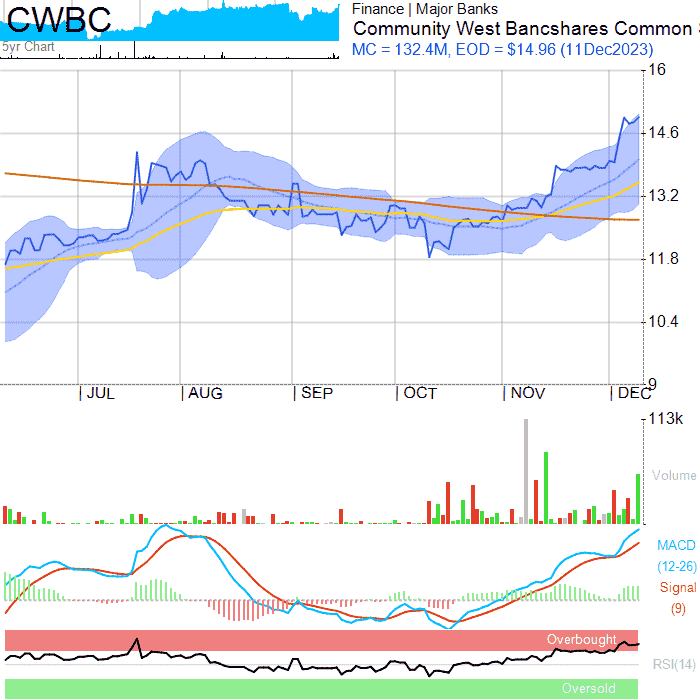 CWBC
5yr Chart
Finance | Major Banks
Community West Bancshares Common
MC = 132.4M, EOD = $14.96 (11Dec2023)
16
14.6
13.2
11.8
10.4
9
JUL AUG SEP OCT NOV DEC
113k
Volume
MACD
(12-26)
Signal
(9)
Overbought
RSI(14)
Oversold